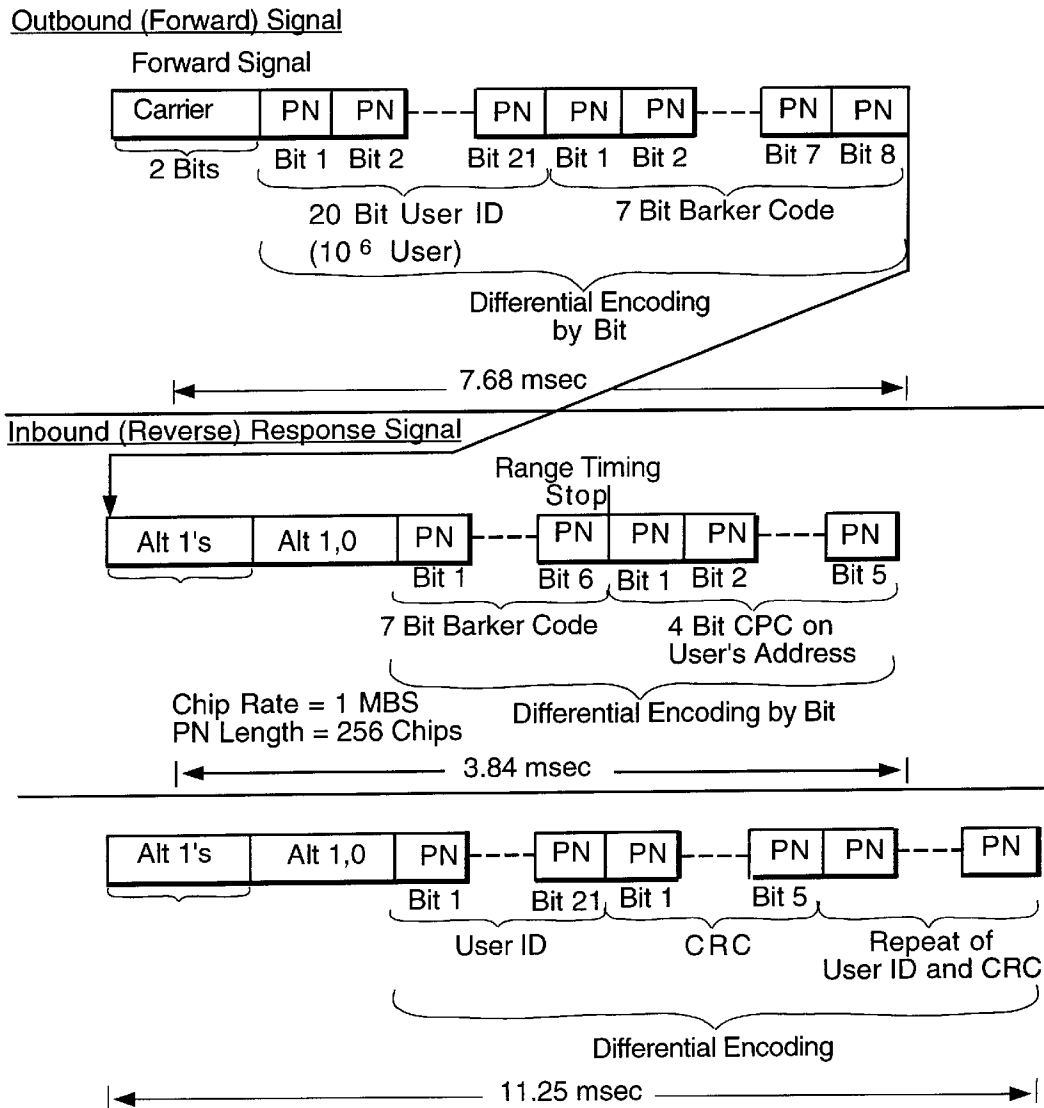 Outbound (Forward) Signal
Forward Signal
Carrier PN PN PN PN PN PN PN
2 Bits Bit 1 Bit 2 Bit 21 Bit 1 Bit 2 Bit 7 Bit 8
20 Bit User ID
(10 6 User)
7 Bit Barker Code
Differential Encoding
by Bit
7.68 msec
Inbound (Reverse) Response Signal
Range Timing
Stop
Alt 1's Alt 1,0 PN PN PN PN PN
Bit 1 Bit 6 Bit 1 Bit 2 Bit 5
7 Bit Barker Code
4 Bit CPC on
User's Address
Chip Rate = 1 MBS
PN Length = 256 Chips
Differential Encoding by Bit
3.84 msec
Alt 1's Alt 1,0 PN PN PN PN PN PN
Bit 1 Bit 21 Bit 1 Bit 5
User ID CRC Repeat of
User ID and CRC
Differential Encoding
11.25 msec